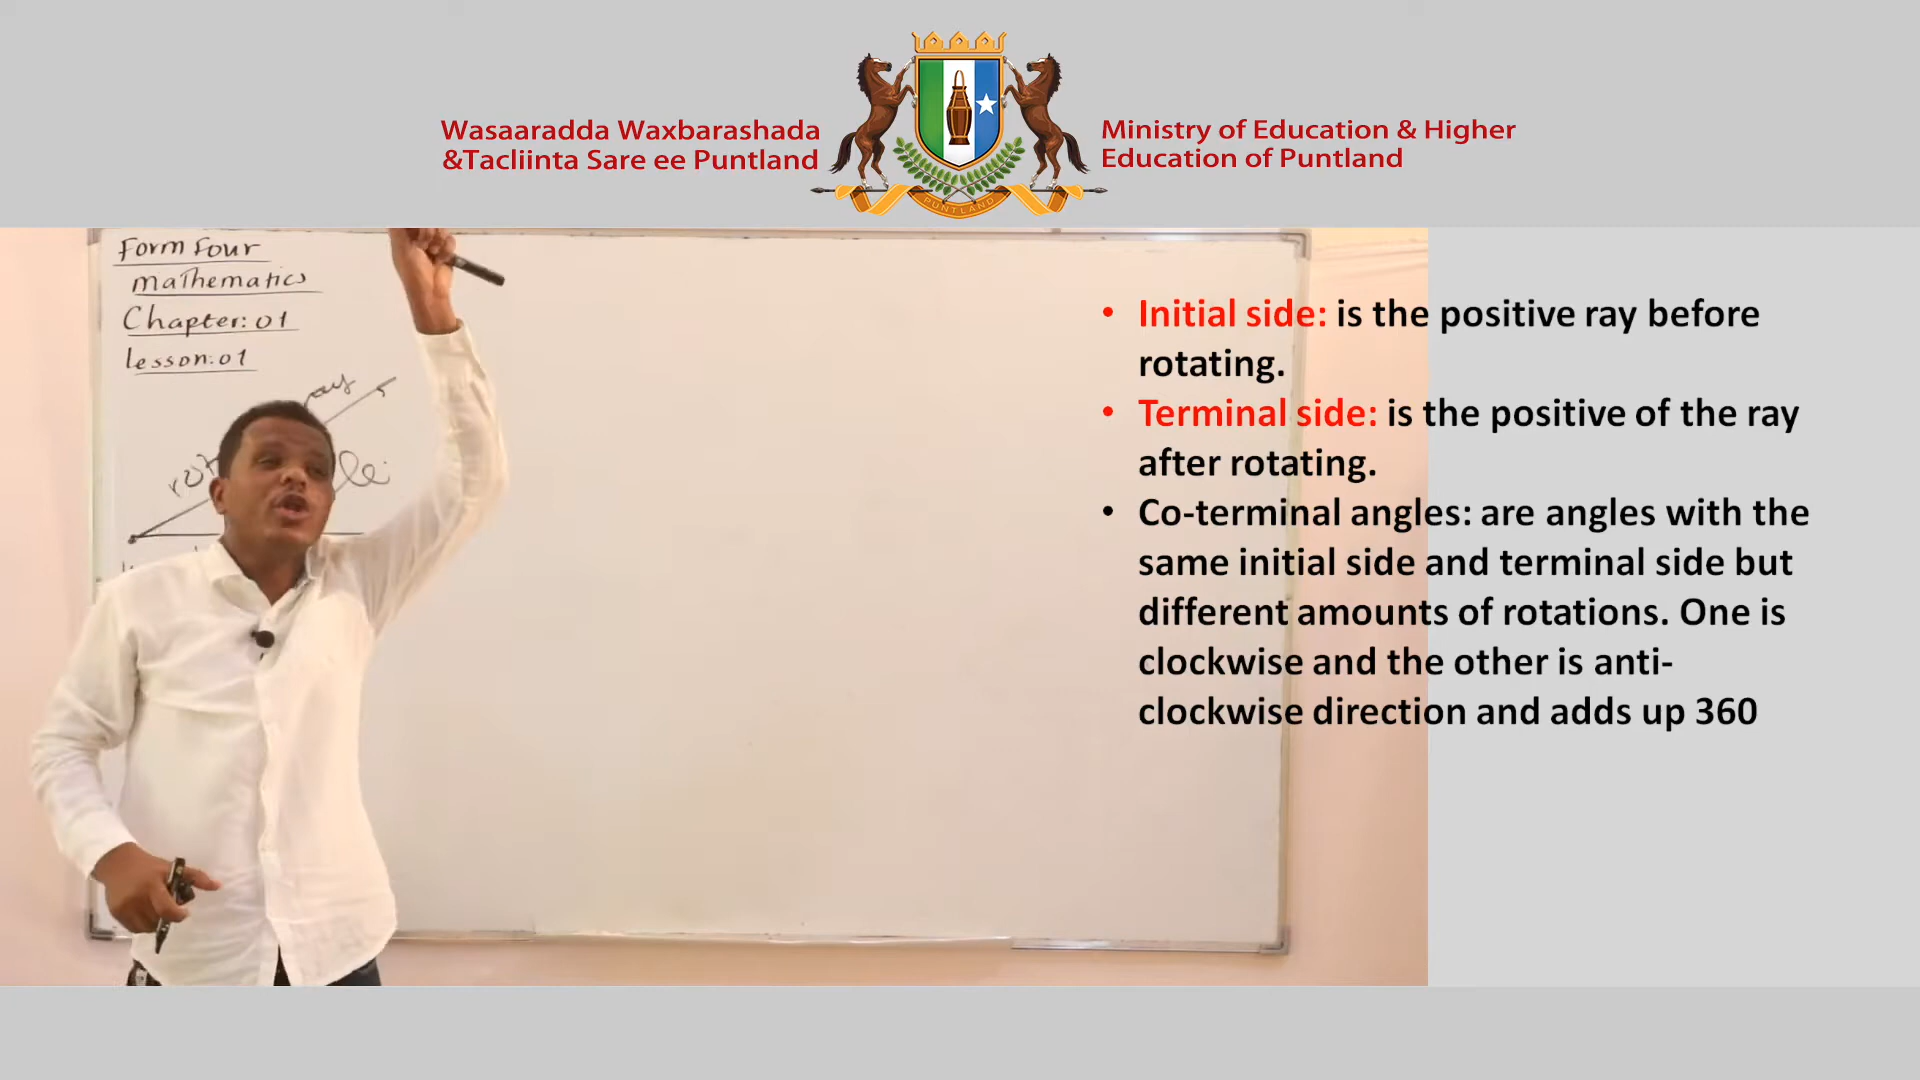 Wasaaradda Waxbarashada
&Tacliinta Sare ee Puntland
Ministry of Education & Higher
Education of Puntland
PUNTLAND
Form Four
mathematics
Chapter: 01
lesson: 01
ray
• Initial side: is the positive ray before
rotating.
• Terminal side: is the positive of the ray
after rotating.
• Co-terminal angles: are angles with the
same initial side and terminal side but
different amounts of rotations. One is
clockwise and the other is anti-
clockwise direction and adds up 360